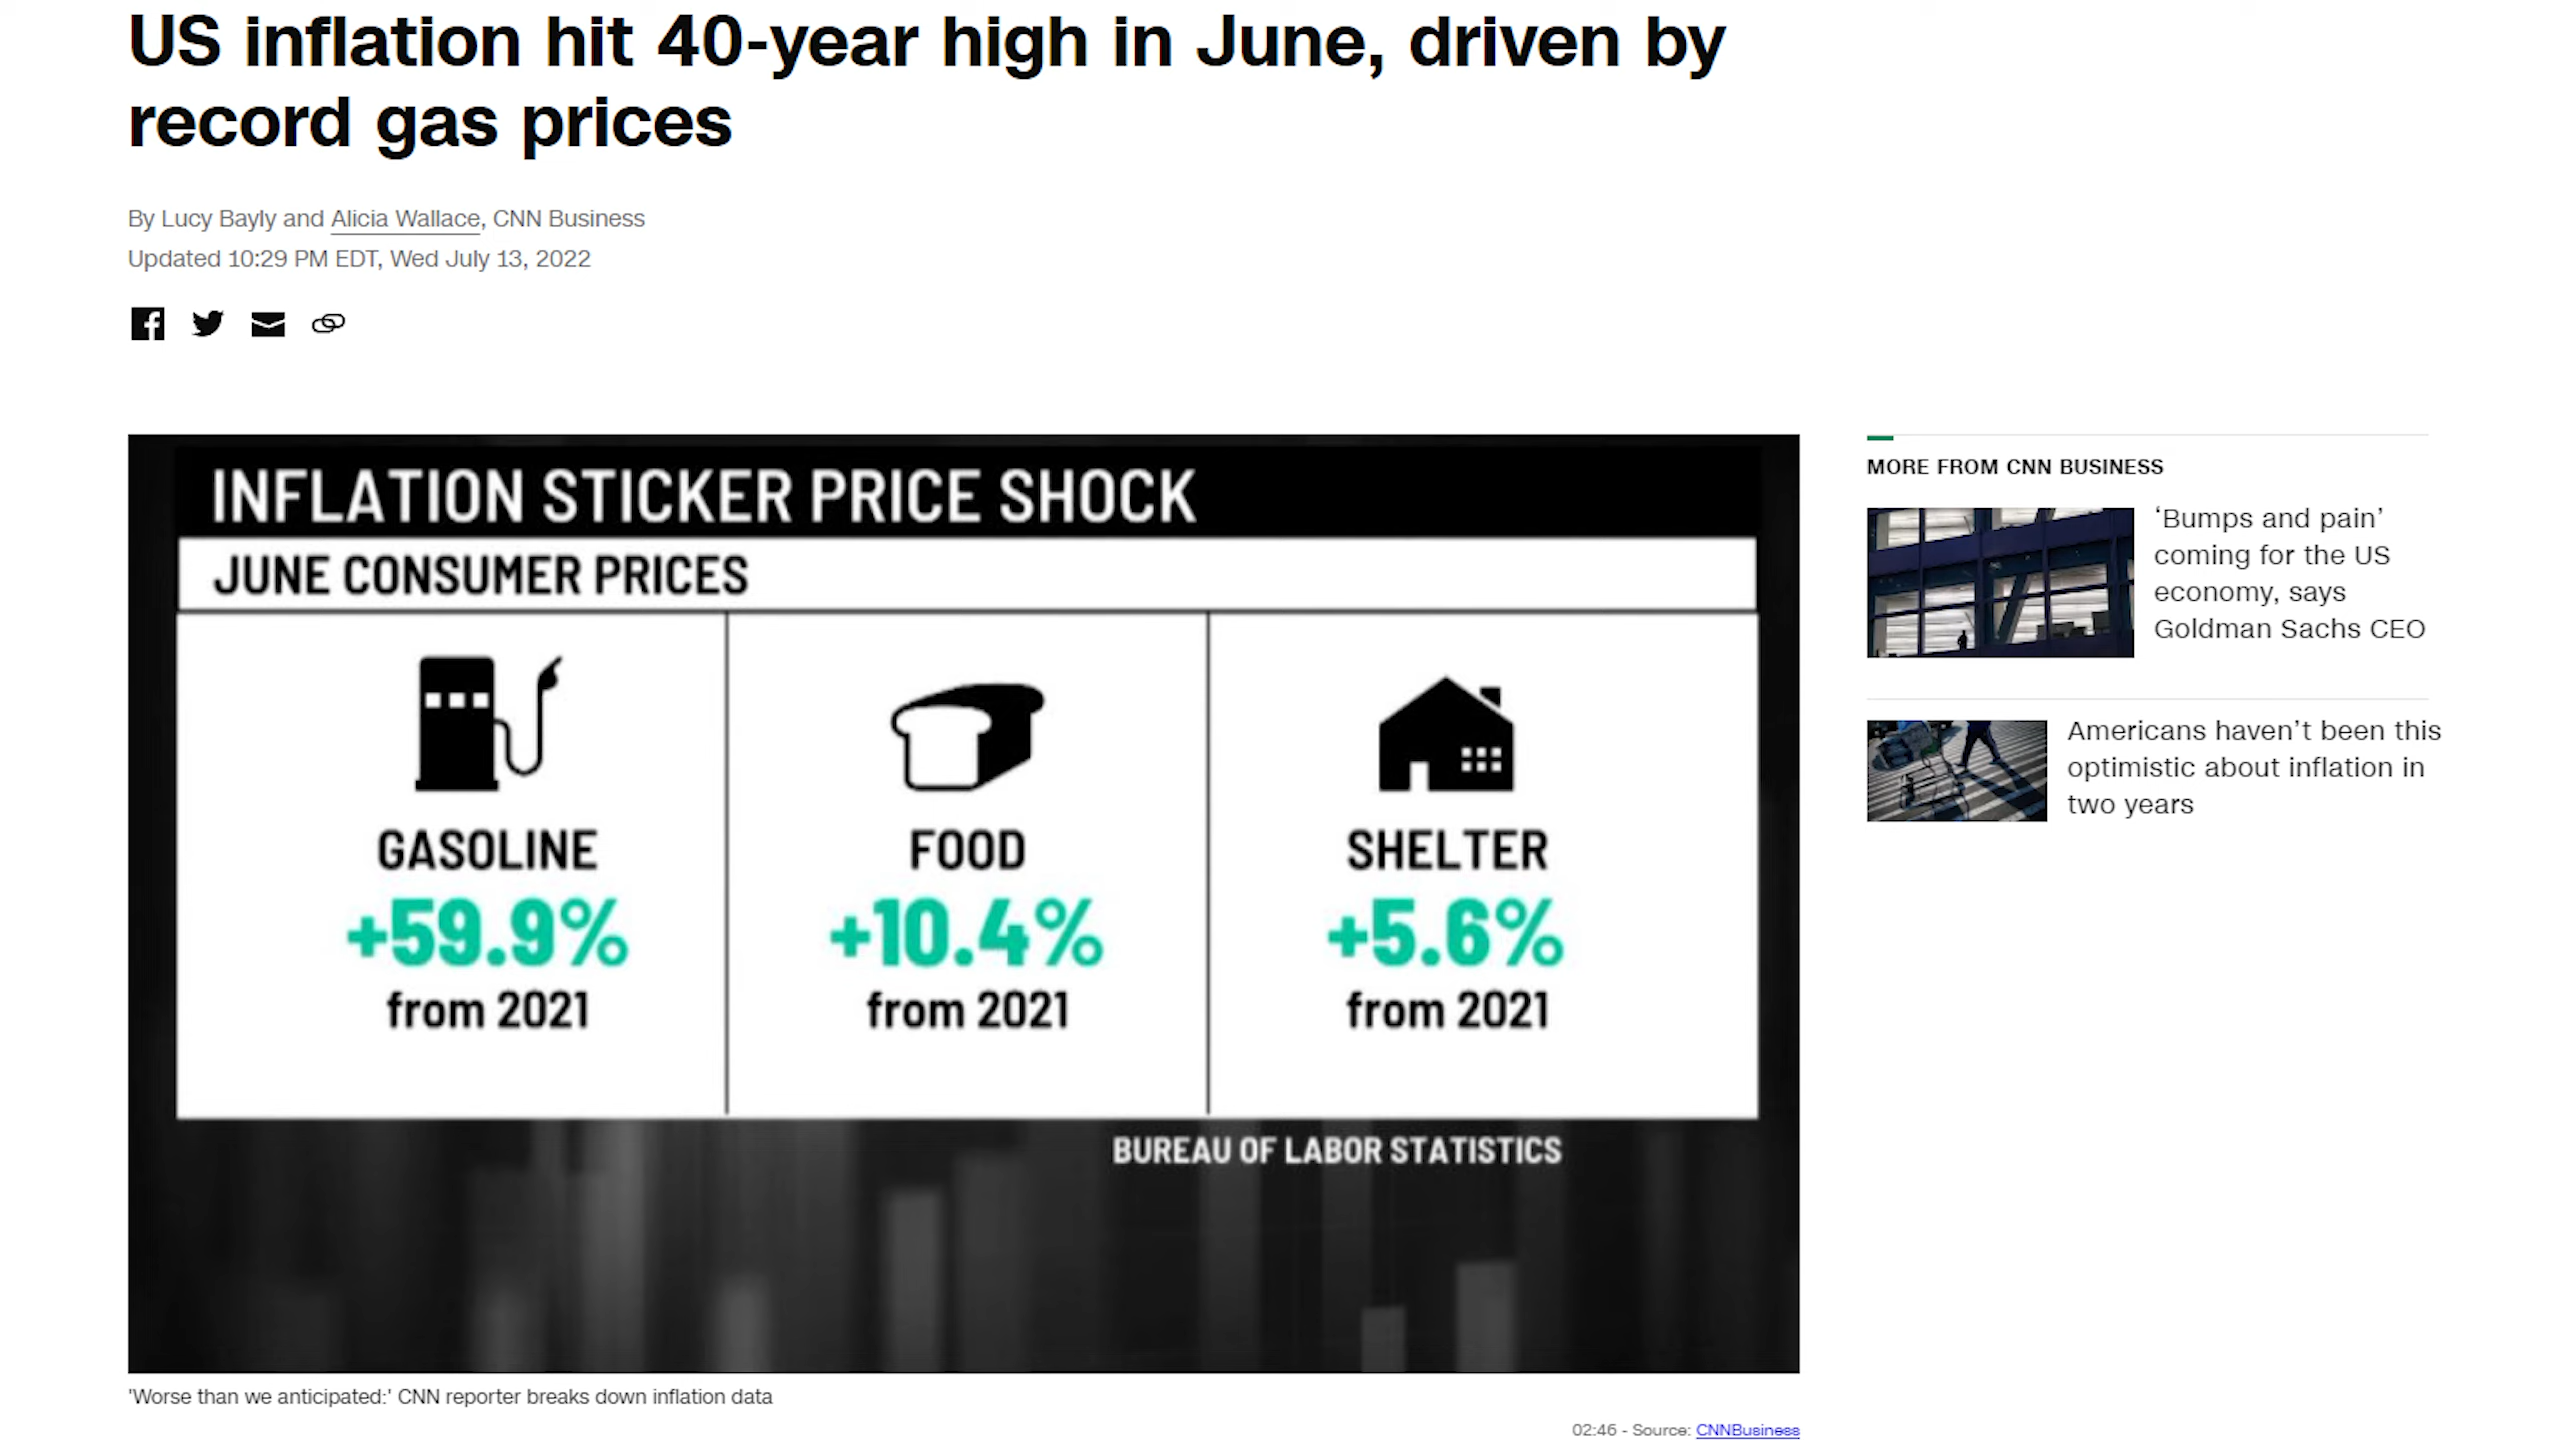 US inflation hit 40-year high in June, driven by
record gas prices
By Lucy Bayly and Alicia Wallace, CNN Business
Updated 10:29 PM EDT, Wed July 13, 2022
INFLATION STICKER PRICE SHOCK
JUNE CONSUMER PRICES
GASOLINE
+59.9%
from 2021
FOOD
+10.4%
from 2021
SHELTER
+5.6%
from 2021
BUREAU OF LABOR STATISTICS
'Worse than we anticipated:' CNN reporter breaks down inflation data
02:46 - Source: CNNBusiness
MORE FROM CNN BUSINESS
‘Bumps and pain’
coming for the US
economy, says
Goldman Sachs CEO
Americans haven’t been this
optimistic about inflation in
two years